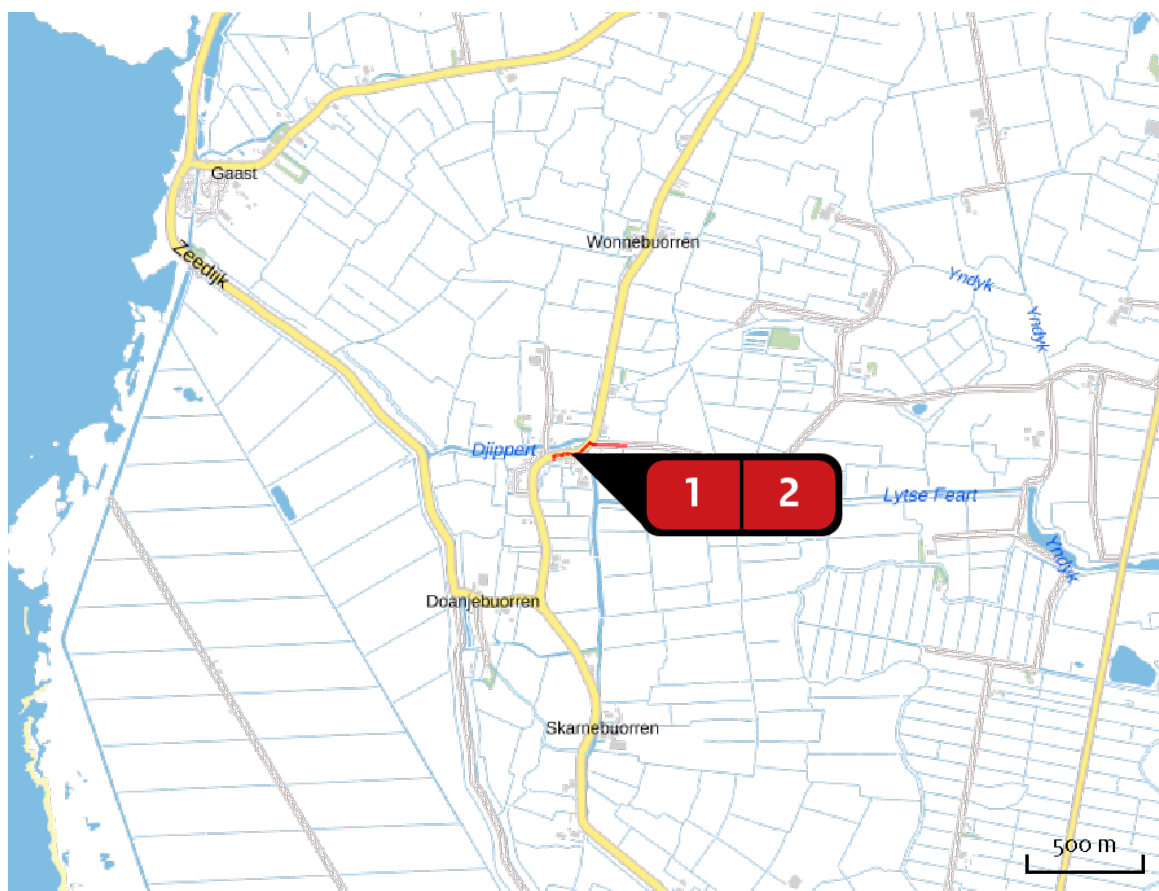 Gaast
Wonnebuorren
Zeedijk
Yndyk
Yndyk
Djippert
1 2
Lytse Feart
Yndyk
Doanjebuorren
Skarnebuorren
500 m